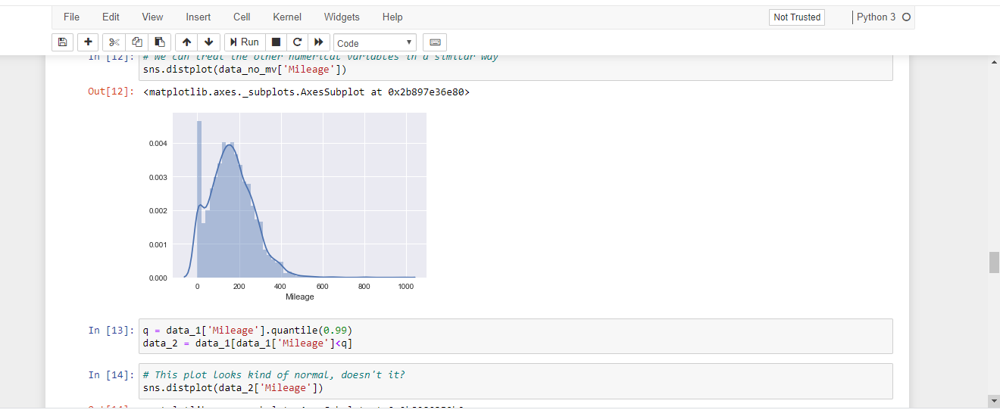 File Edit View Insert Cell Kernel Widgets Help Not Trusted Python 3
Run Code
In [12]: # We can treat the other numerical variables in a similar way
sns.distplot(data_no_mv['Mileage'])
Out[12]: <matplotlib.axes._subplots.AxesSubplot at 0x2b897e36e80>
0.004
0.003
0.002
0.001
0.000
0 200 400 600 800 1000
Mileage
In [13]: q = data_1['Mileage'].quantile(0.99)
data_2 = data_1[data_1['Mileage']<q]
In [14]: # This plot looks kind of normal, doesn't it?
sns.distplot(data_2['Mileage'])